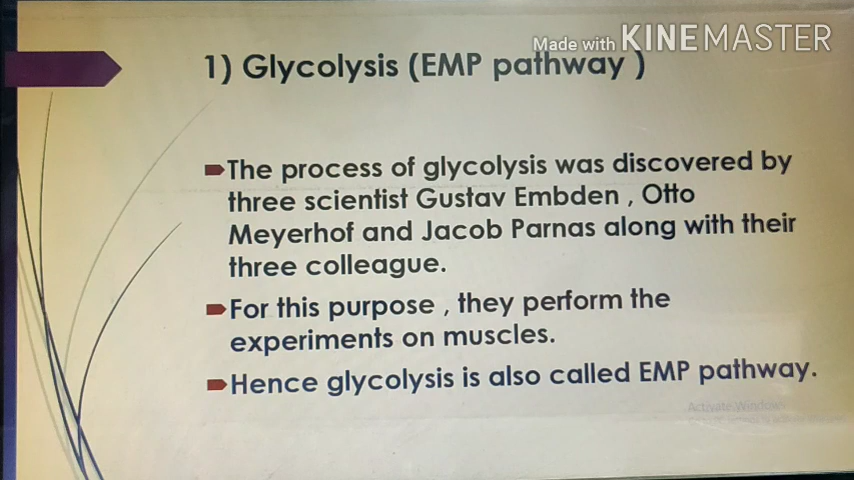 Made with KINEMASTER
1) Glycolysis (EMP pathway )
The process of glycolysis was discovered by
three scientist Gustav Embden , Otto
Meyerhof and Jacob Parnas along with their
three colleague.
For this purpose , they perform the
experiments on muscles.
Hence glycolysis is also called EMP pathway.
Activate Windows